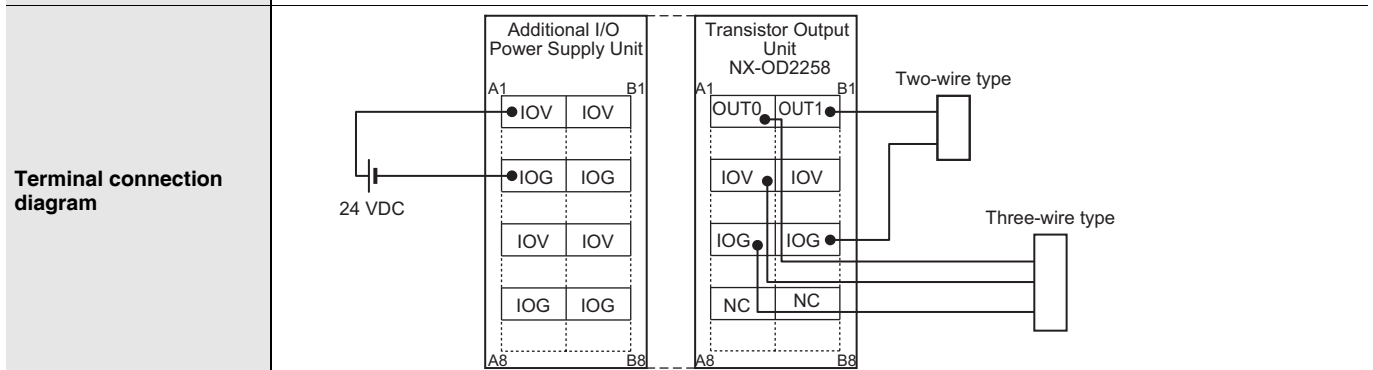 Terminal connection
diagram
24 VDC
Additional I/O
Power Supply Unit
A1 B1
IOV IOV
IOG IOG
IOV IOV
IOG IOG
A8 B8
Transistor Output
Unit
NX-OD2258
A1 B1
OUT0 OUT1
IOV IOV
IOG IOG
NC NC
A8 B8
Two-wire type
Three-wire type